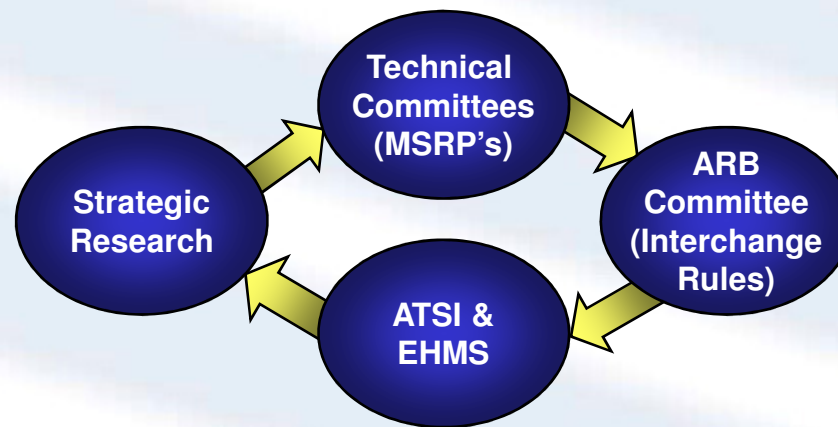 Technical
Committees
(MSRP's)
ARB
Committee
(Interchange
Rules)
Strategic
Research
ATSI &
EHMS